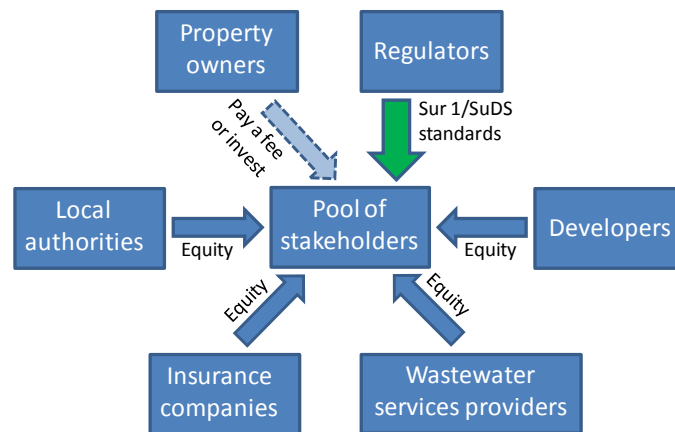 Property
owners
Regulators
Pay a fee
or invest
Sur 1/SuDS
standards
Local
authorities
Equity
Pool of
stakeholders
Equity
Developers
Equity
Equity
Insurance
companies
Wastewater
services providers